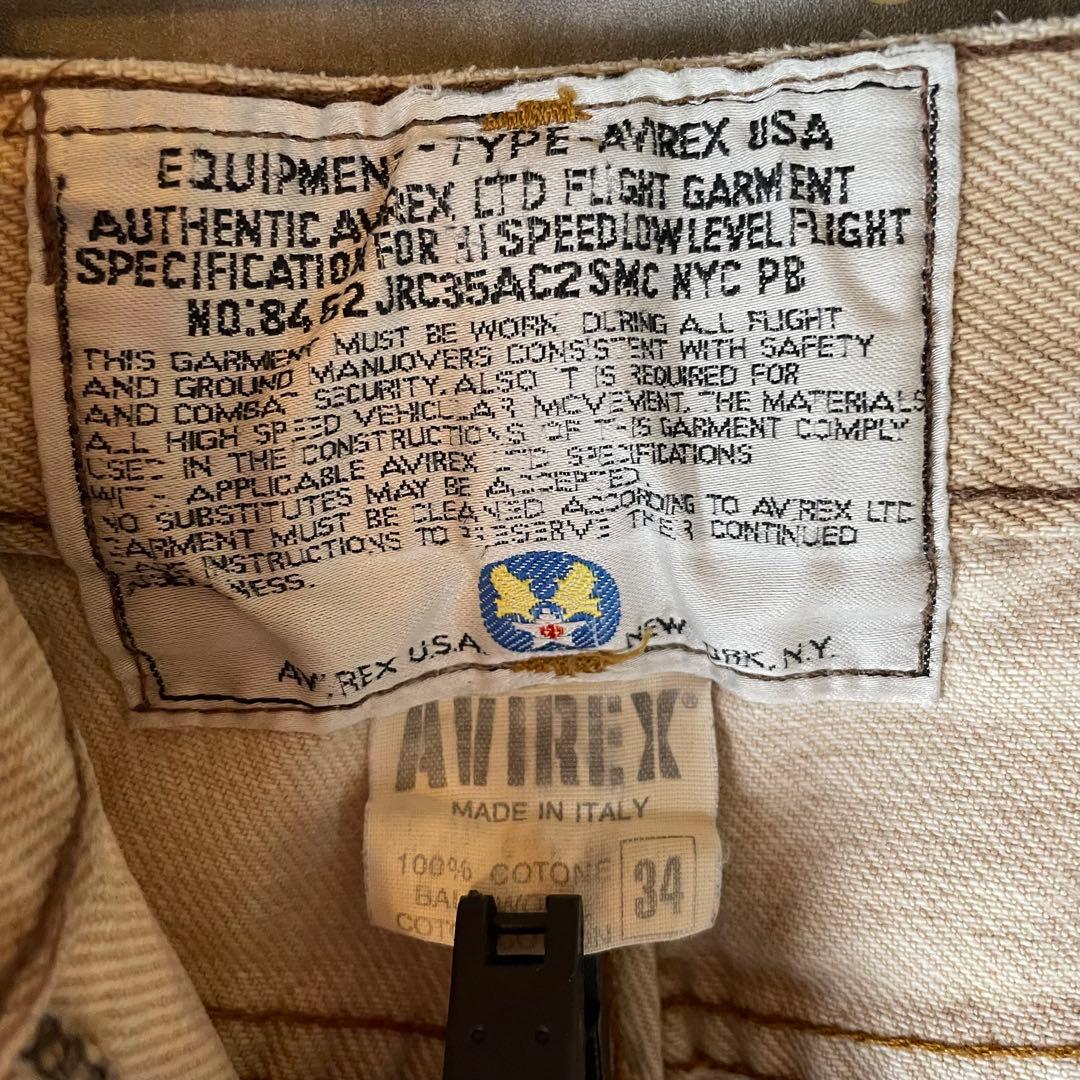 EQUIPMENT-TYPE-AVIREX USA
AUTHENTIC AVIREX LTD FLIGHT GARMENT
SPECIFICATION FOR HI SPEED LOW LEVEL FLIGHT
NO. JRC35AC2 SMC NYC PB
THIS GARMENT MUST BE WORK DURING ALL FLIGHT
AND GROUND MANUOVERS CONSISTENT WITH SAFETY
AND COMBAT SECURITY. ALSO IT IS REQUIRED FOR
ALL HIGH SPEED VEHICULAR MOVEMENT. THE MATERIALS
USED IN THE CONSTRUCTIONS OF THIS GARMENT COMPLY
WITH APPLICABLE AVIREX LTD SPECIFICATIONS
NO SUBSTITUTES MAY BE ACCEPTED.
GARMENT MUST BE CLEANED ACCORDING TO AVIREX LTD
CARE INSTRUCTIONS TO PRESERVE THEIR CONTINUED
AVIREX U.S.A. NEW YORK, N.Y.
AVIREX®
MADE IN ITALY
100% COTONE
34